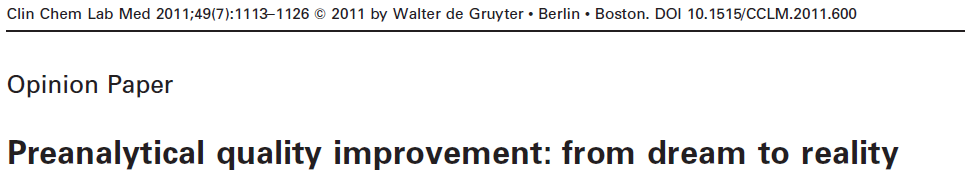 Clin Chem Lab Med 2011;49(7):1113–1126 © 2011 by Walter de Gruyter • Berlin • Boston. DOI 10.1515/CCLM.2011.600
Opinion Paper
Preanalytical quality improvement: from dream to reality